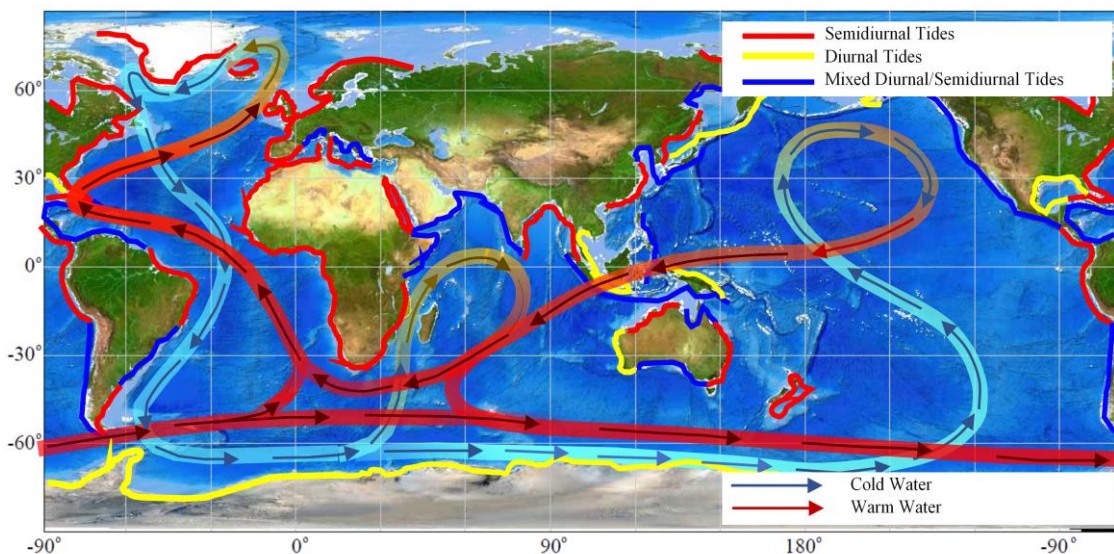 Semidiurnal Tides
Diurnal Tides
Mixed Diurnal/Semidiurnal Tides
60°
30°
0°
-30°
-60°
Cold Water
Warm Water
-90° 0° 90° 180° -90°